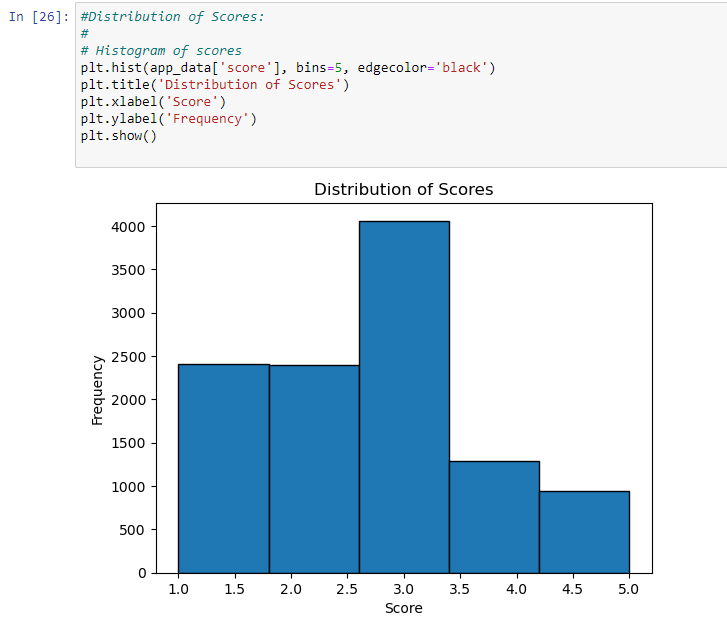 In [26]: #Distribution of Scores:
#
# Histogram of scores
plt.hist(app_data['score'], bins=5, edgecolor='black')
plt.title('Distribution of Scores')
plt.xlabel('Score')
plt.ylabel('Frequency')
plt.show()
Distribution of Scores
4000
3500
3000
2500
2000
1500
1000
500
0
Frequency
1.0 1.5 2.0 2.5 3.0 3.5 4.0 4.5 5.0
Score